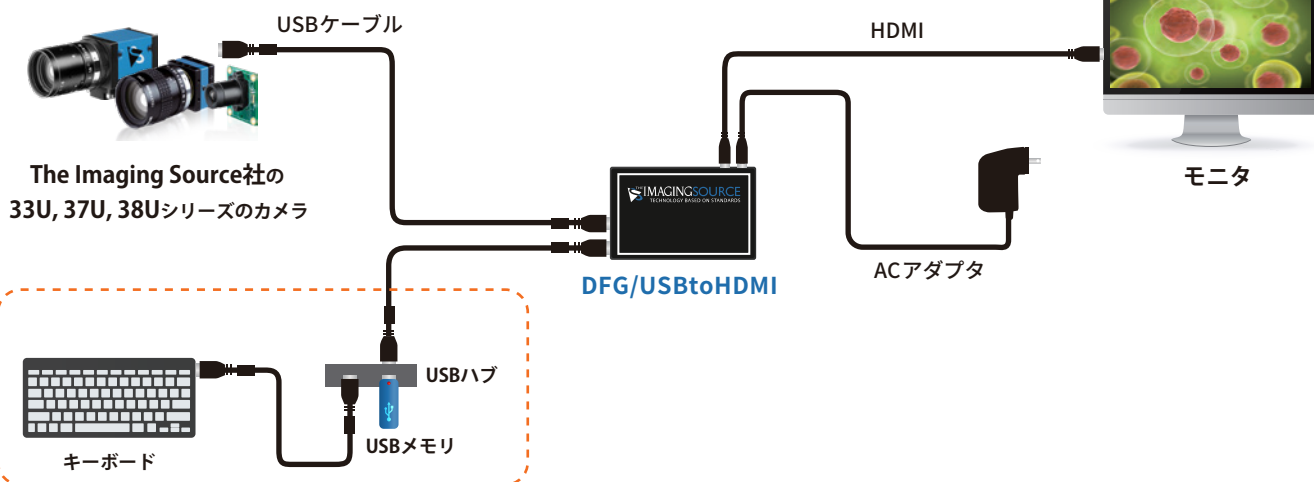 USBケーブル
HDMI
The Imaging Source社の
33U, 37U, 38Uシリーズのカメラ
THE IMAGINGSOURCE
TECHNOLOGY BASED ON STANDARDS
モニタ
ACアダプタ
DFG/USBtoHDMI
USBハブ
USBメモリ
キーボード